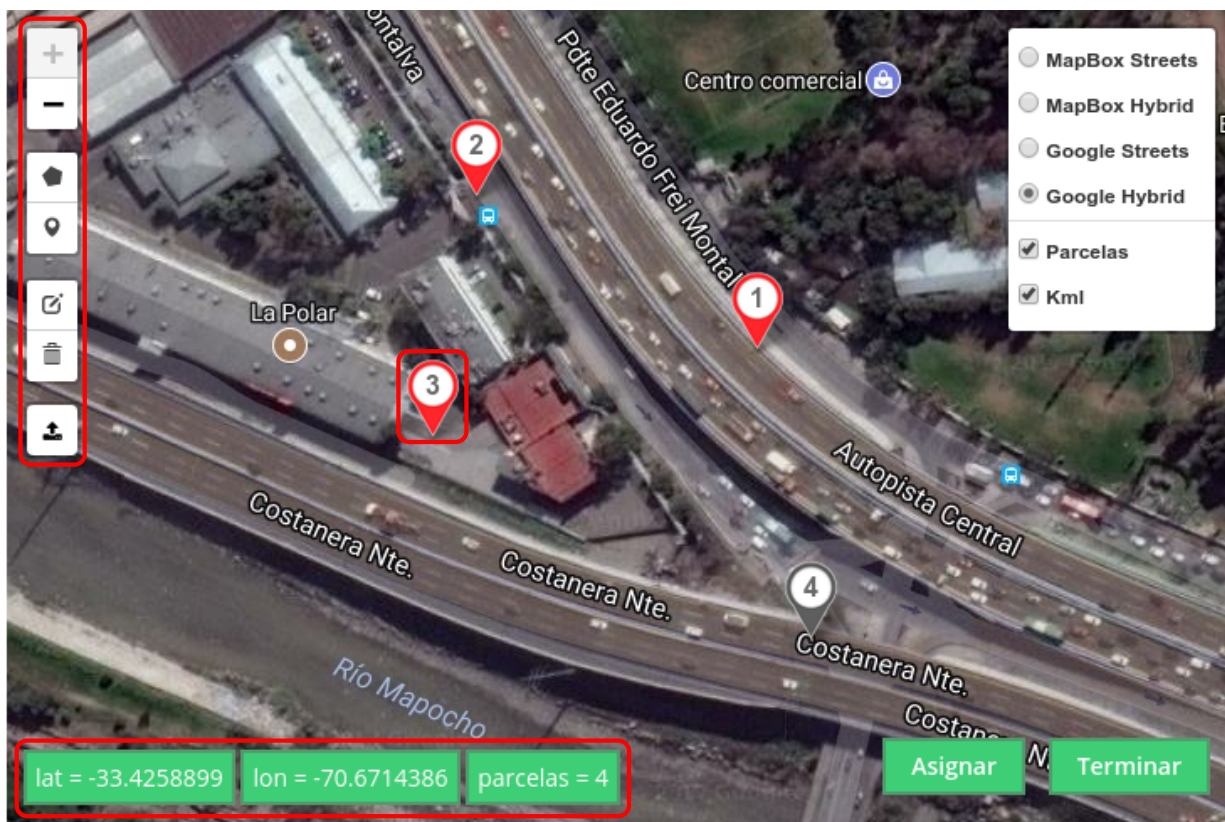 ontalva
Pdte Eduardo Frei Montal
Centro comercial
MapBox Streets
MapBox Hybrid
Google Streets
Google Hybrid
Parcelas
Kml
2
1
La Polar
3
Autopista Central
Costanera Nte.
Costanera Nte.
4
Costanera Nte.
Río Mapocho
lat = -33.4258899
lon = -70.6714386
parcelas = 4
Asignar
Terminar